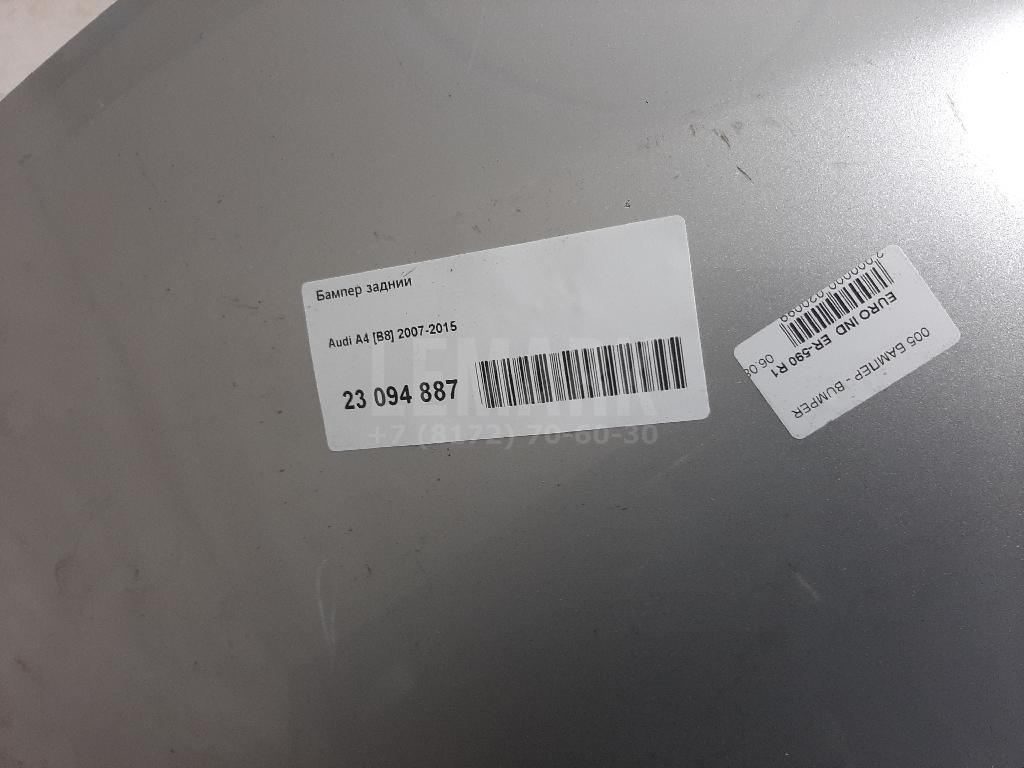 Бампер задний
Audi A4 [B8] 2007-2015
23 094 887
LEMARK
+7 (8172) 70-60-30
005 БАМПЕР - BUMPER
EURO IND ER-590 R1